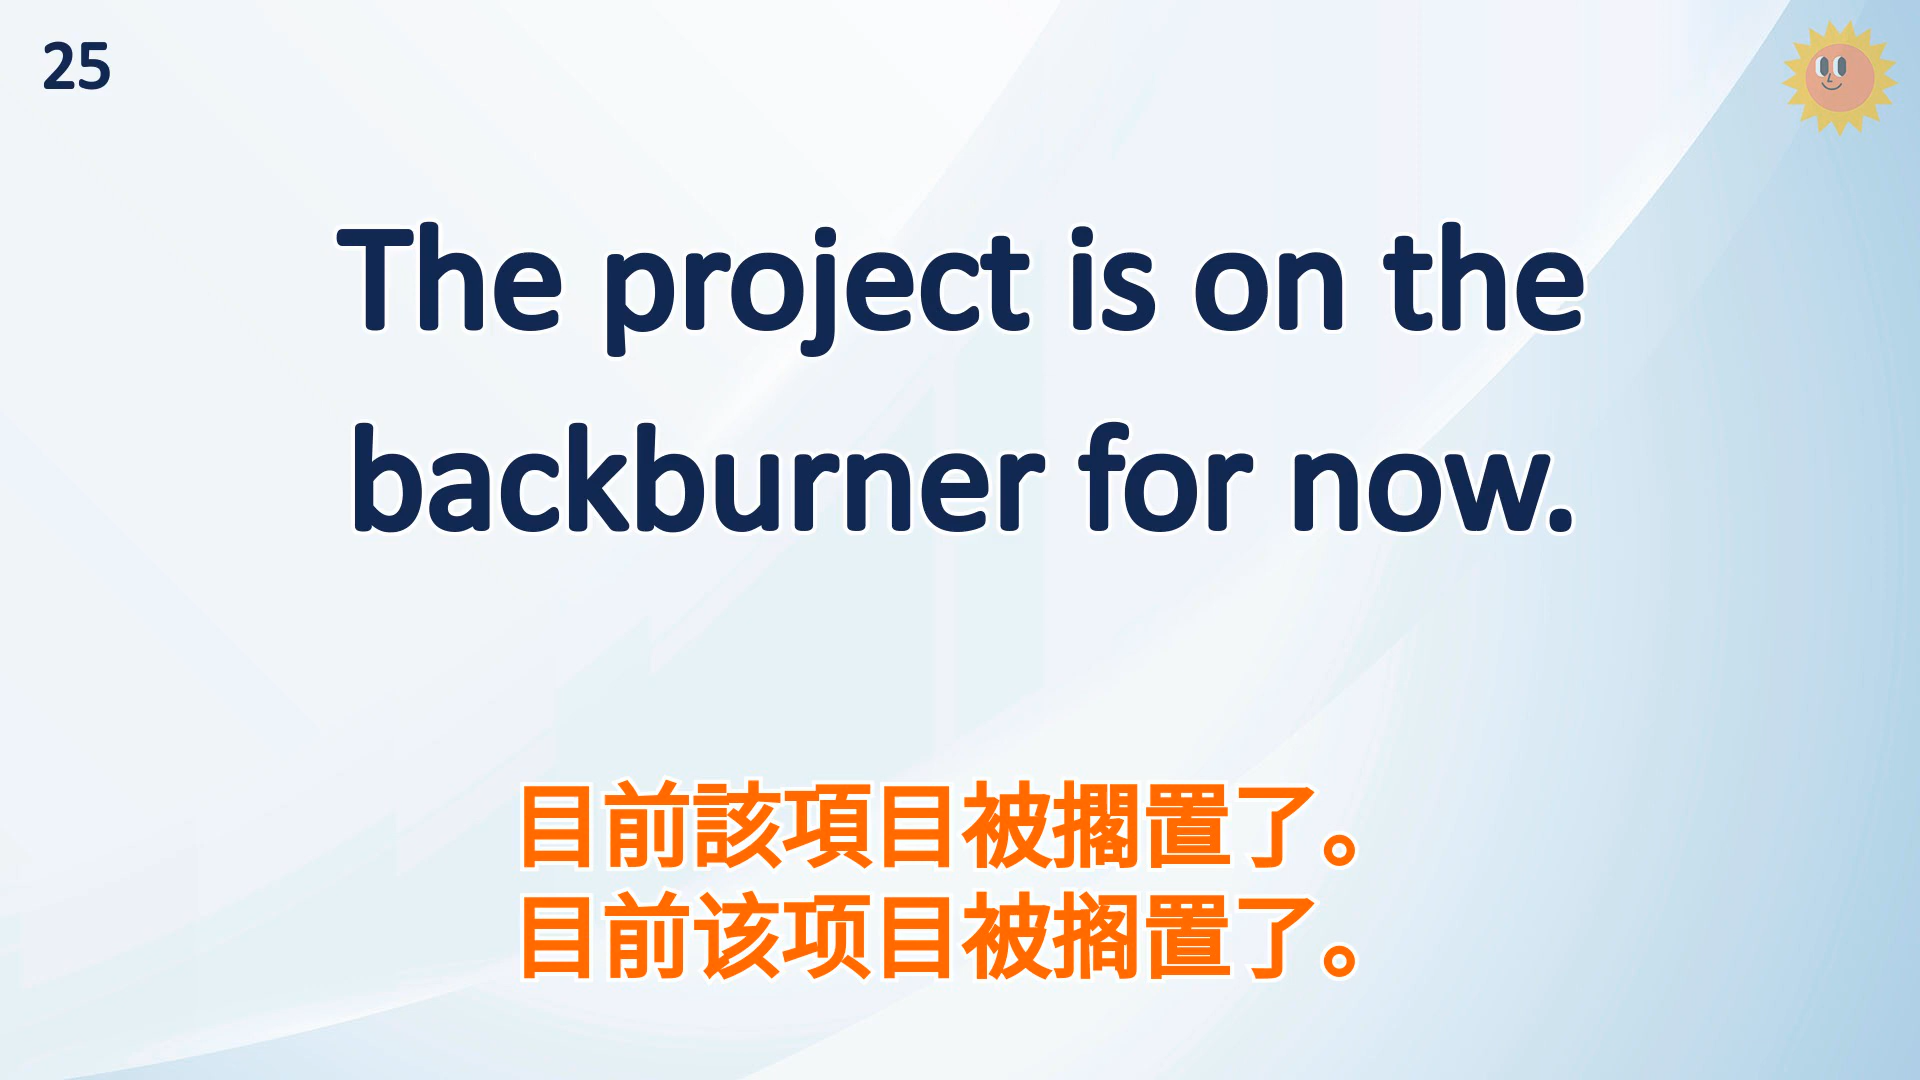 25
The project is on the
backburner for now.
目前該項目被擱置了。
目前该项目被搁置了。